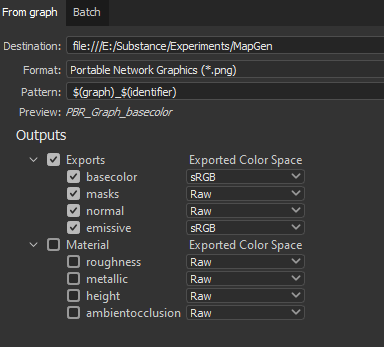 From graph Batch
Destination: file:///E:/Substance/Experiments/MapGen
Format: Portable Network Graphics (*.png)
Pattern: $(graph)_$(identifier)
Preview: PBR_Graph_basecolor
Outputs
Exports Exported Color Space
basecolor sRGB
masks Raw
normal Raw
emissive sRGB
Material Exported Color Space
roughness Raw
metallic Raw
height Raw
ambientocclusion Raw